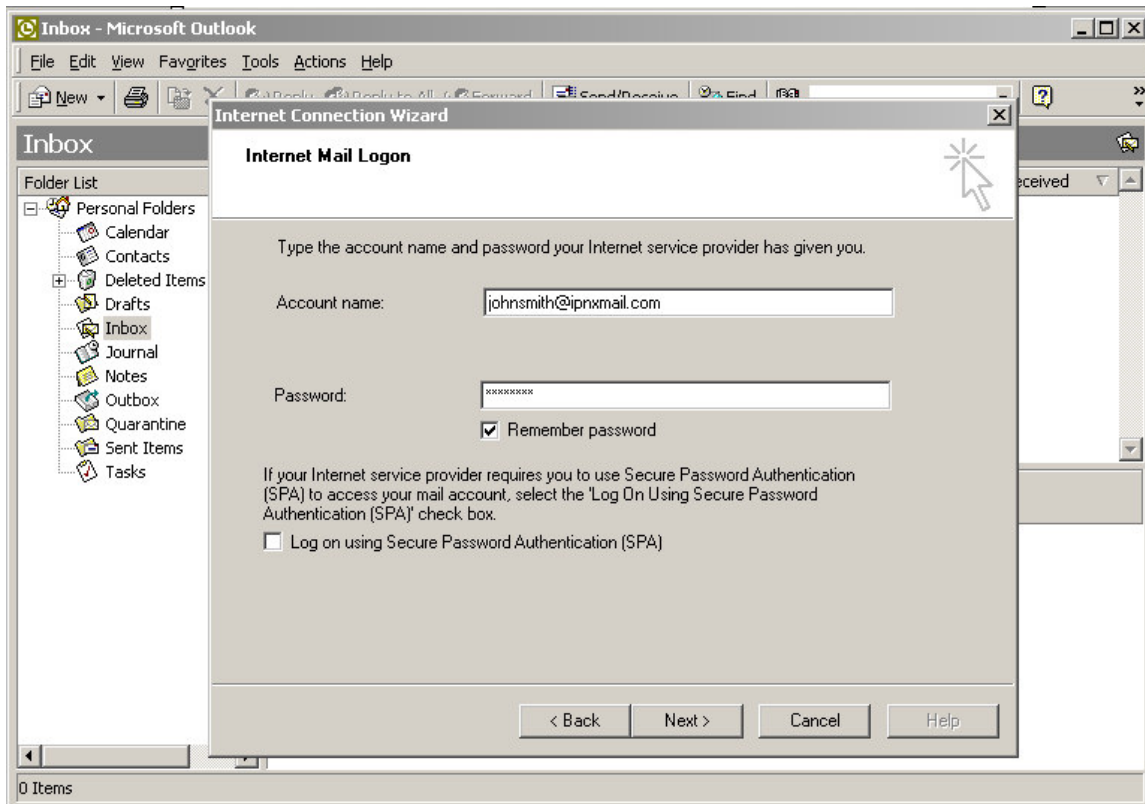 Inbox - Microsoft Outlook
File Edit View Favorites Tools Actions Help
New
Internet Connection Wizard
Inbox
Internet Mail Logon
Folder List
Personal Folders
Calendar
Contacts
Deleted Items
Drafts
Inbox
Journal
Notes
Outbox
Quarantine
Sent Items
Tasks
eceived
Type the account name and password your Internet service provider has given you.
Account name: johnsmith@ipnxmail.com
Password: ********
Remember password
If your Internet service provider requires you to use Secure Password Authentication
(SPA) to access your mail account, select the 'Log On Using Secure Password
Authentication (SPA)' check box.
Log on using Secure Password Authentication (SPA)
< Back Next > Cancel Help
0 Items